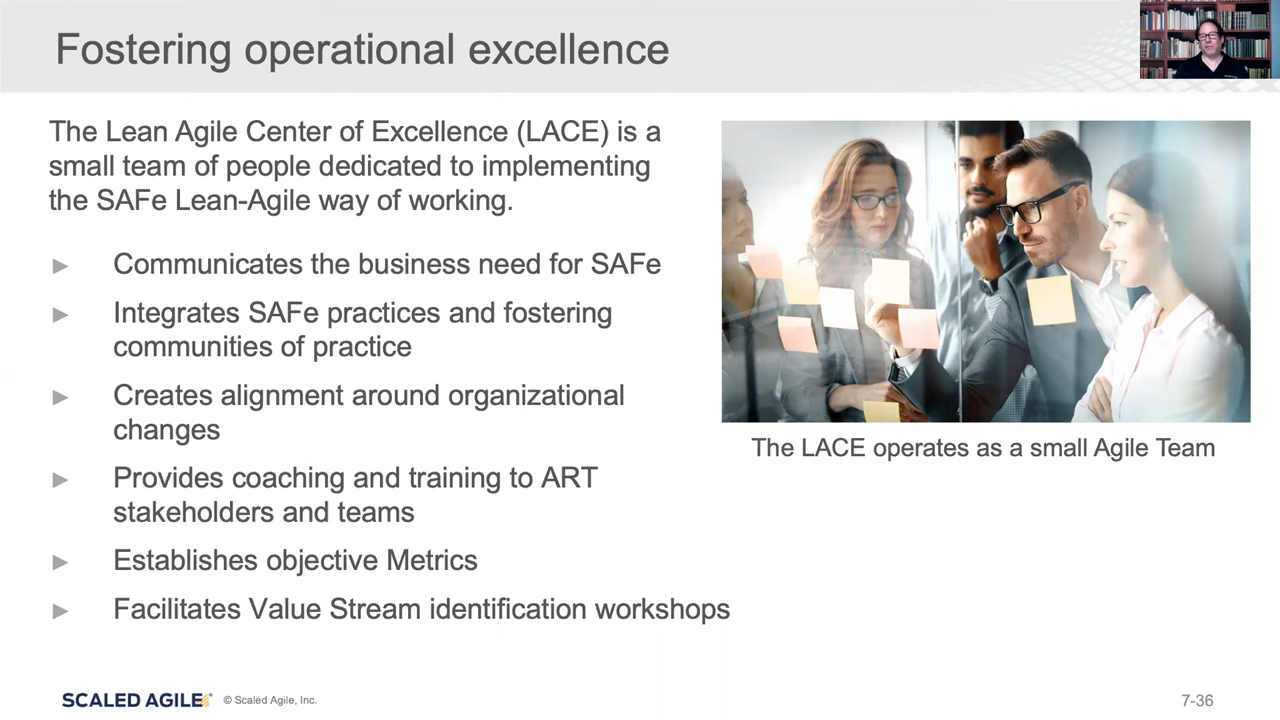 Fostering operational excellence
The Lean Agile Center of Excellence (LACE) is a
small team of people dedicated to implementing
the SAFe Lean-Agile way of working.
► Communicates the business need for SAFe
► Integrates SAFe practices and fostering
communities of practice
► Creates alignment around organizational
changes
► Provides coaching and training to ART
stakeholders and teams
► Establishes objective Metrics
► Facilitates Value Stream identification workshops
The LACE operates as a small Agile Team
SCALED AGILE® © Scaled Agile, Inc.
7-36